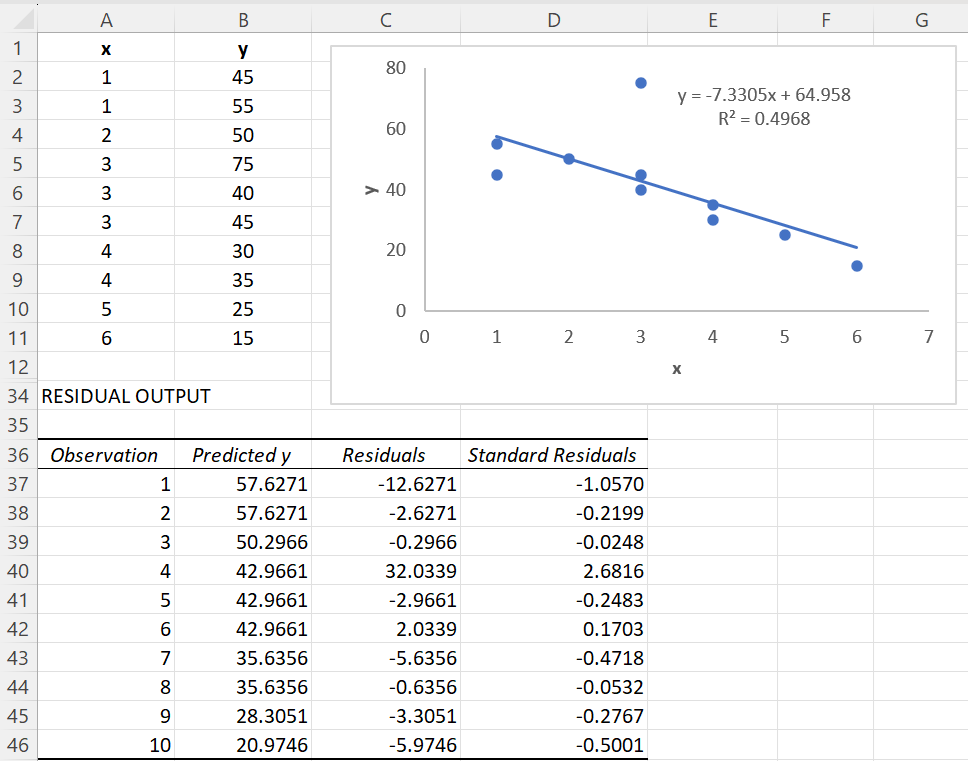 A B C D E F G
1 x y
2 1 45
3 1 55
4 2 50
5 3 75
6 3 40
7 3 45
8 4 30
9 4 35
10 5 25
11 6 15
12
80
60
40
20
0
y
y = -7.3305x + 64.958
R² = 0.4968
0 1 2 3 4 5 6 7
x
34 RESIDUAL OUTPUT
35
36 Observation Predicted y Residuals Standard Residuals
37 1 57.6271 -12.6271 -1.0570
38 2 57.6271 -2.6271 -0.2199
39 3 50.2966 -0.2966 -0.0248
40 4 42.9661 32.0339 2.6816
41 5 42.9661 -2.9661 -0.2483
42 6 42.9661 2.0339 0.1703
43 7 35.6356 -5.6356 -0.4718
44 8 35.6356 -0.6356 -0.0532
45 9 28.3051 -3.3051 -0.2767
46 10 20.9746 -5.9746 -0.5001